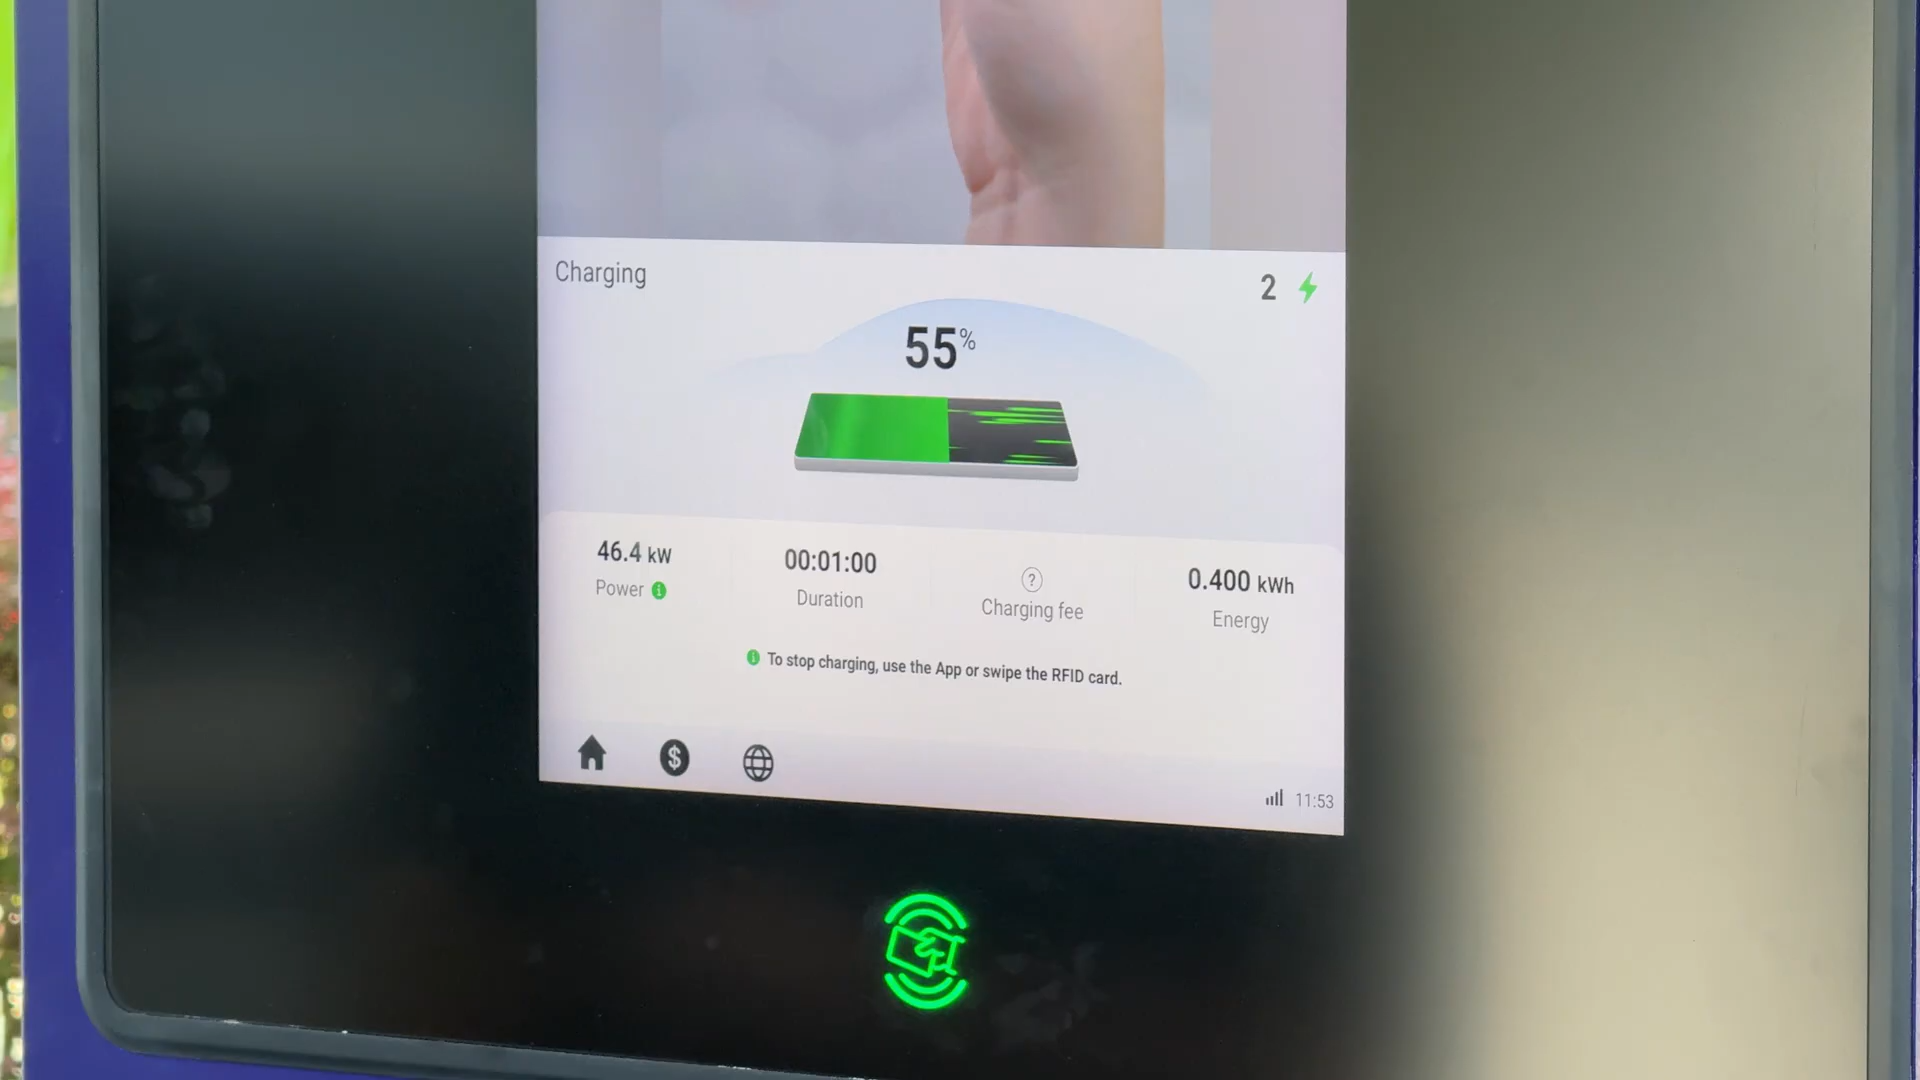 Charging
2
55%
46.4 kW
Power
00:01:00
Duration
?
Charging fee
0.400 kWh
Energy
To stop charging, use the App or swipe the RFID card.
$
11:53